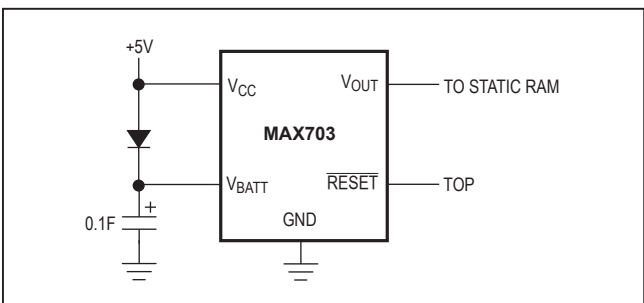 +5V
VCC
VOUT
TO STATIC RAM
MAX703
VBATT
RESET
TOP
0.1F
+
GND